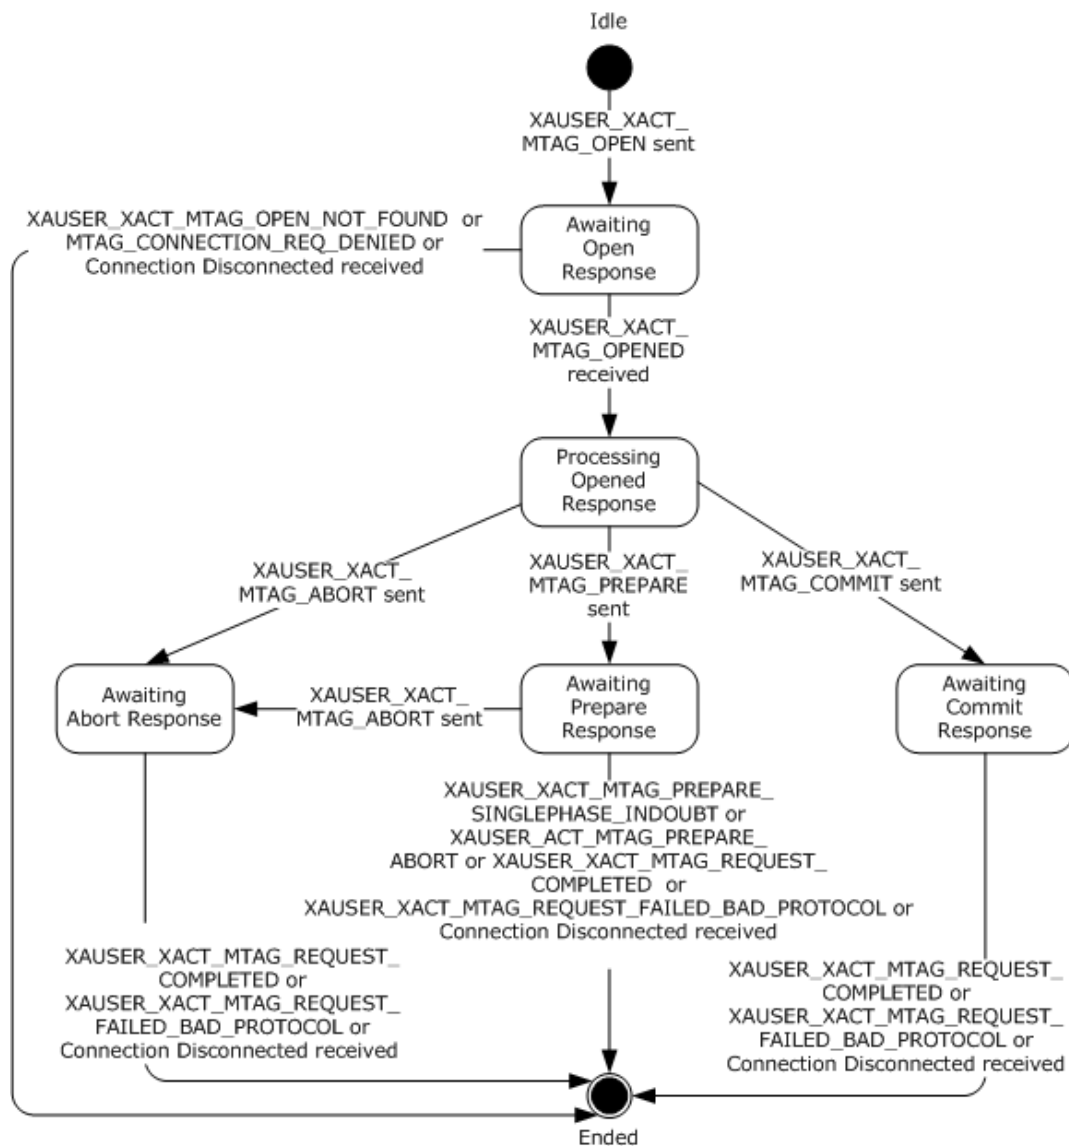 Idle
XAUSER_XACT_
MTAG_OPEN sent
XAUSER_XACT_MTAG_OPEN_NOT_FOUND or
MTAG_CONNECTION_REQ_DENIED or
Connection Disconnected received
Awaiting
Open
Response
XAUSER_XACT_
MTAG_OPENED
received
Processing
Opened
Response
XAUSER_XACT_
MTAG_ABORT sent
XAUSER_XACT_
MTAG_PREPARE
sent
XAUSER_XACT_
MTAG_COMMIT sent
Awaiting
Abort Response
XAUSER_XACT_
MTAG_ABORT sent
Awaiting
Prepare
Response
Awaiting
Commit
Response
XAUSER_XACT_MTAG_PREPARE_
SINGLEPHASE_INDOUBT or
XAUSER_ACT_MTAG_PREPARE_
ABORT or XAUSER_XACT_MTAG_REQUEST_
COMPLETED or
XAUSER_XACT_MTAG_REQUEST_FAILED_BAD_PROTOCOL or
Connection Disconnected received
XAUSER_XACT_MTAG_REQUEST_
COMPLETED or
XAUSER_XACT_MTAG_REQUEST_
FAILED_BAD_PROTOCOL or
Connection Disconnected received
XAUSER_XACT_MTAG_REQUEST_
COMPLETED or
XAUSER_XACT_MTAG_REQUEST_
FAILED_BAD_PROTOCOL or
Connection Disconnected received
Ended